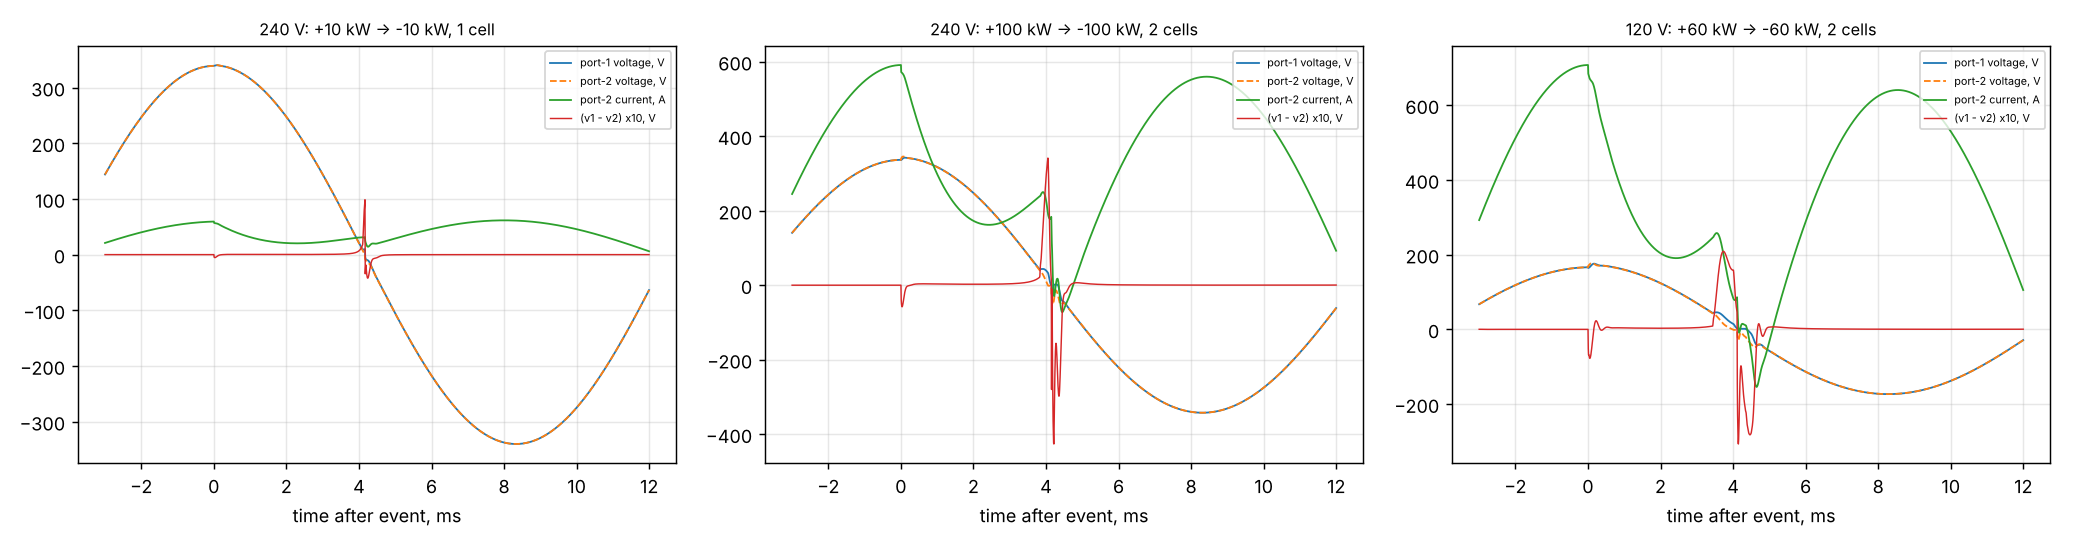 240 V: +10 kW → -10 kW, 1 cell
port-1 voltage, V
port-2 voltage, V
port-2 current, A
(v1 - v2) x10, V
300
200
100
0
−100
−200
−300
−2 0 2 4 6 8 10 12
time after event, ms
240 V: +100 kW → -100 kW, 2 cells
port-1 voltage, V
port-2 voltage, V
port-2 current, A
(v1 - v2) x10, V
600
400
200
0
−200
−400
−2 0 2 4 6 8 10 12
time after event, ms
120 V: +60 kW → -60 kW, 2 cells
port-1 voltage, V
port-2 voltage, V
port-2 current, A
(v1 - v2) x10, V
600
400
200
0
−200
−2 0 2 4 6 8 10 12
time after event, ms